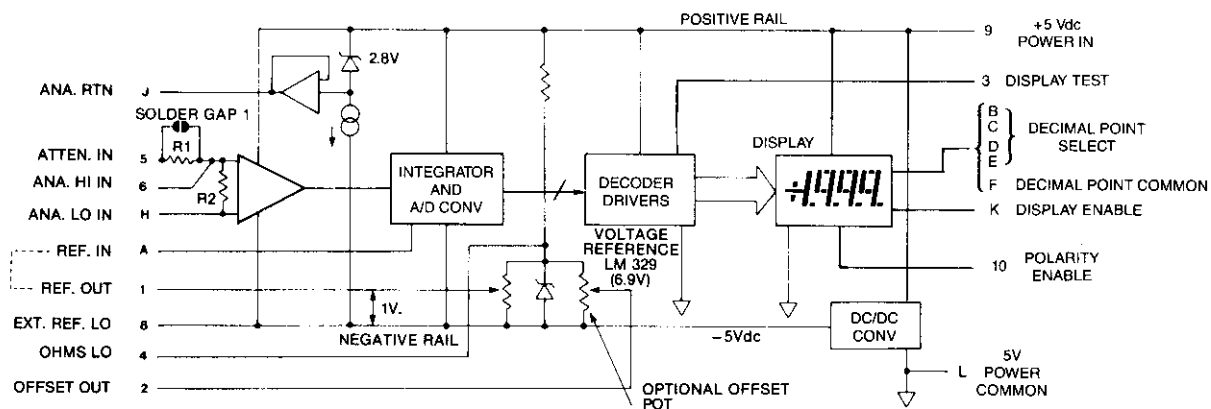 POSITIVE RAIL
9 +5 Vdc
POWER IN
2.8V
3 DISPLAY TEST
ANA. RTN J
SOLDER GAP 1
R1
ATTEN. IN 5
ANA. HI IN 6
R2
ANA. LO IN H
INTEGRATOR
AND
A/D CONV
DECODER
DRIVERS
DISPLAY
B
C
D
E
DECIMAL POINT
SELECT
F DECIMAL POINT COMMON
K DISPLAY ENABLE
REF. IN A
VOLTAGE
REFERENCE
LM 329
(6.9V)
10 POLARITY
ENABLE
REF. OUT 1
1V.
EXT. REF. LO 8
NEGATIVE RAIL
–5Vdc
DC/DC
CONV
OHMS LO 4
OFFSET OUT 2
OPTIONAL OFFSET
POT
L 5V
POWER
COMMON